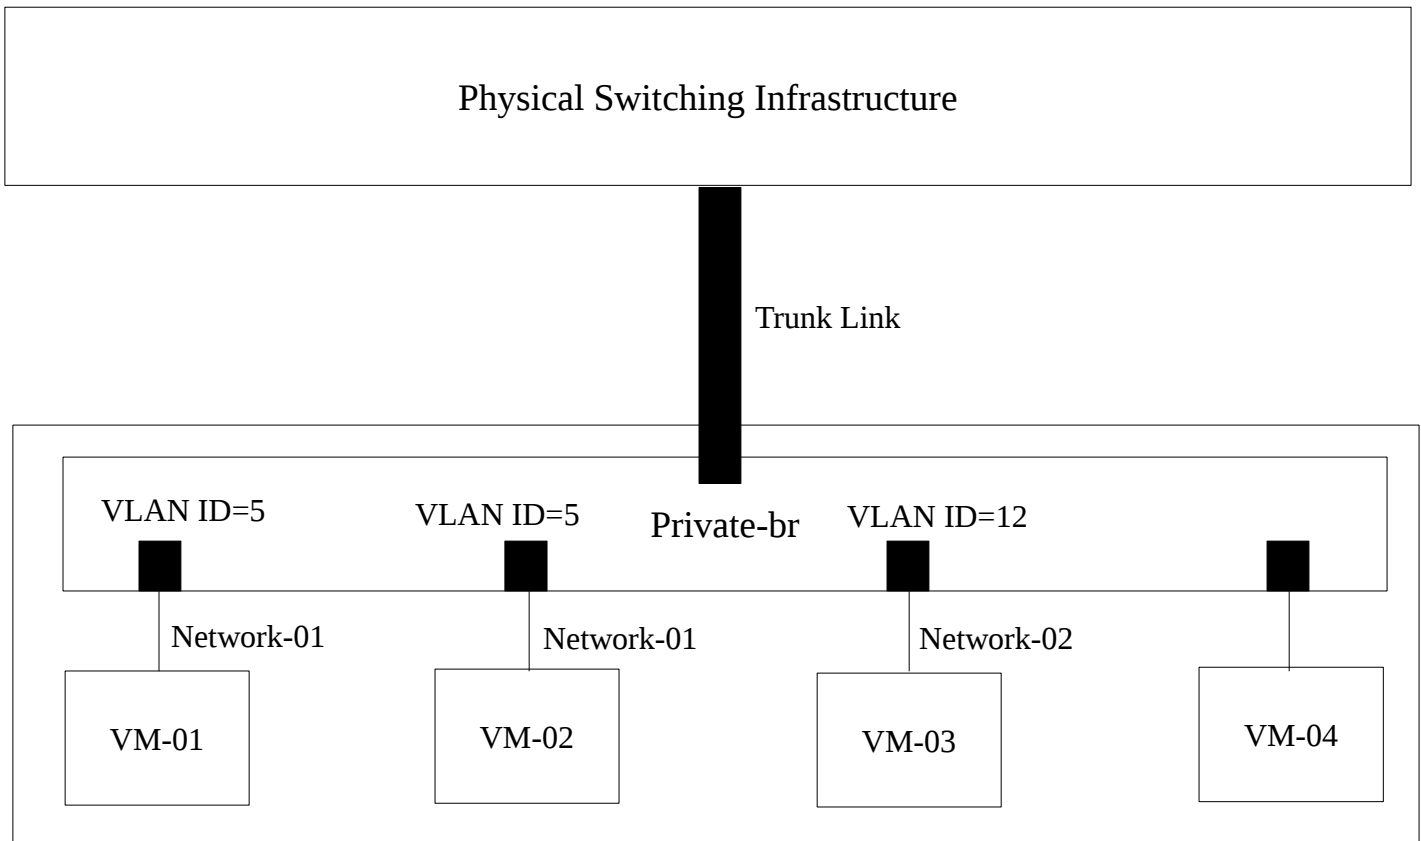 Physical Switching Infrastructure
Trunk Link
VLAN ID=5
VLAN ID=5
Private-br
VLAN ID=12
Network-01
Network-01
Network-02
VM-01
VM-02
VM-03
VM-04